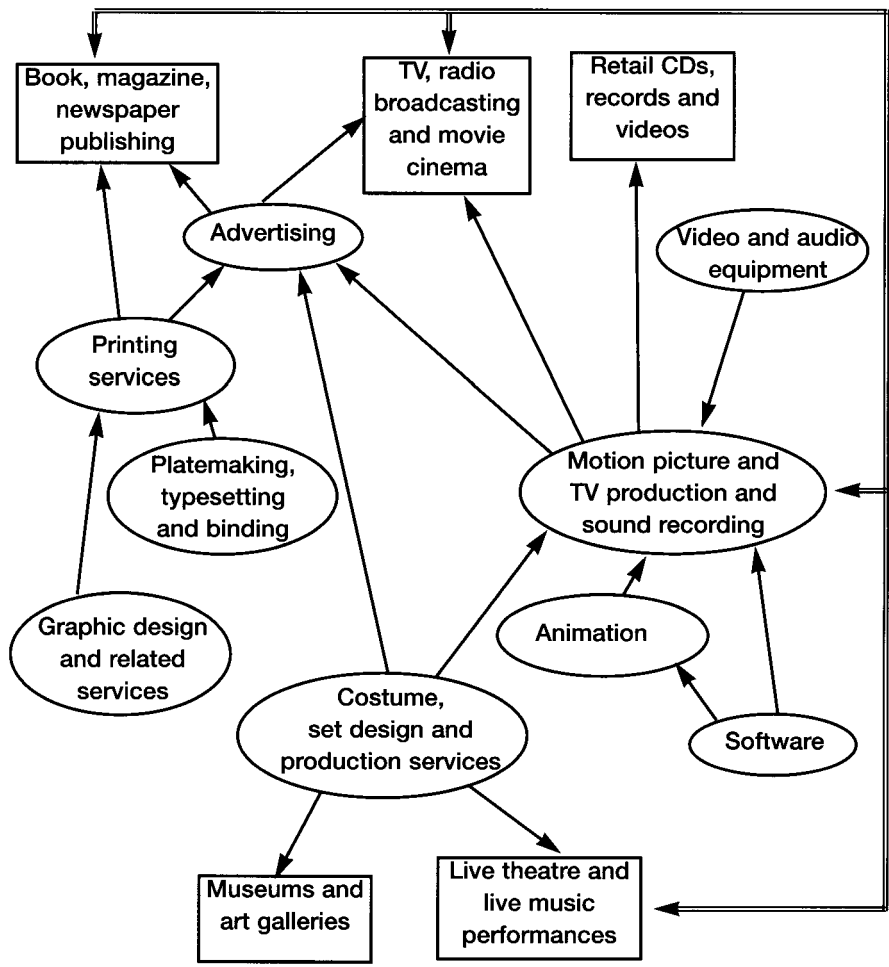 Book, magazine,
newspaper
publishing
TV, radio
broadcasting
and movie
cinema
Retail CDs,
records and
videos
Advertising
Video and audio
equipment
Printing
services
Platemaking,
typesetting
and binding
Motion picture and
TV production and
sound recording
Graphic design
and related
services
Animation
Costume,
set design and
production services
Software
Museums and
art galleries
Live theatre and
live music
performances